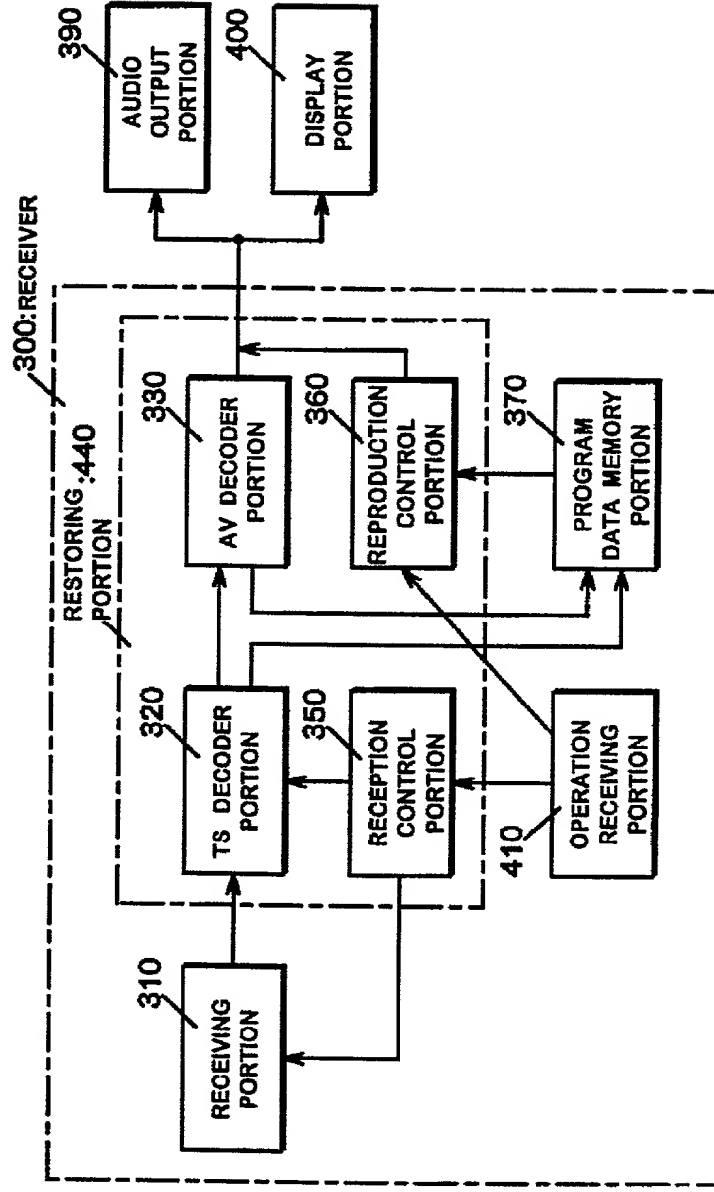 300:RECEIVER
RESTORING :440
PORTION
310
RECEIVING
PORTION
320
TS DECODER
PORTION
330
AV DECODER
PORTION
390
AUDIO
OUTPUT
PORTION
400
DISPLAY
PORTION
350
RECEPTION
CONTROL
PORTION
360
REPRODUCTION
CONTROL
PORTION
410
OPERATION
RECEIVING
PORTION
370
PROGRAM
DATA MEMORY
PORTION